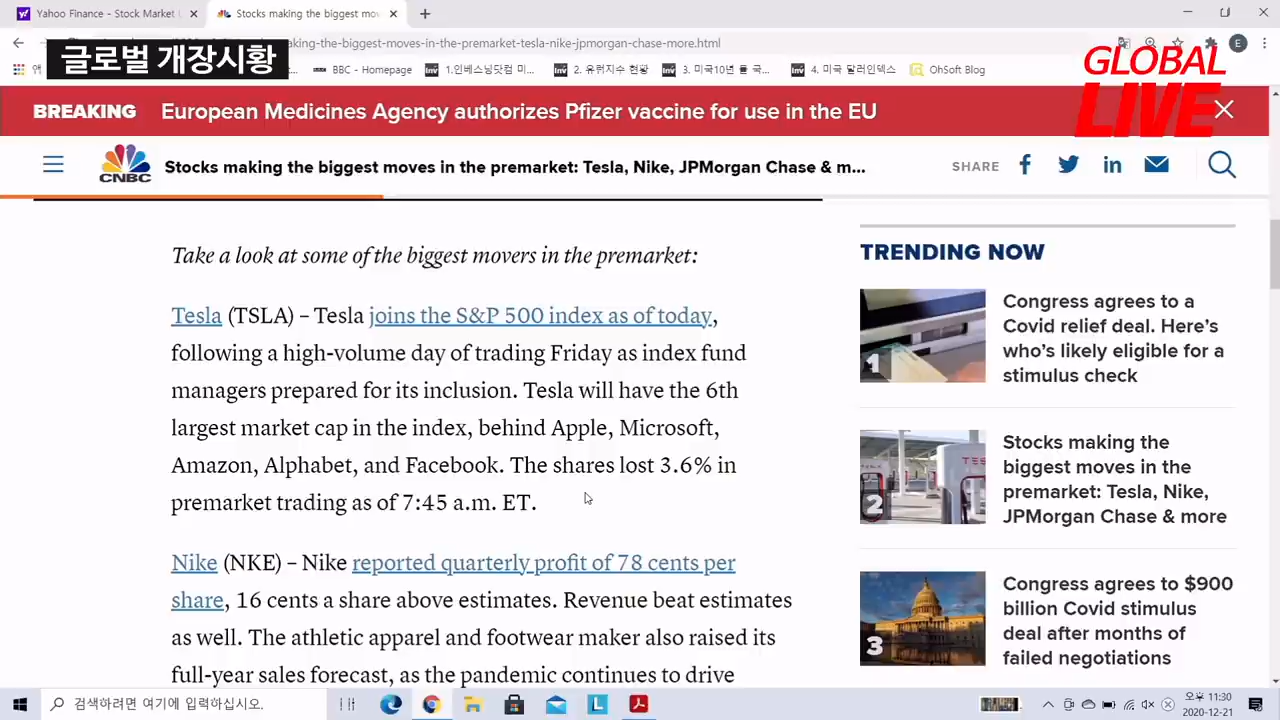 Yahoo Finance - Stock Market
Stocks making the biggest mov
글로벌 개장시황
aking-the-biggest-moves-in-the-premarket-tesla-nike-jpmorgan-chase-more.html
E
BBC - Homepage
1.인베스닝닷컴 미...
2. 유럽지수 현황
3. 미국10년 물 국...
4. 미국 달러인덱스
OhSoft Blog
GLOBAL
LIVE
BREAKING
European Medicines Agency authorizes Pfizer vaccine for use in the EU
CNBC
Stocks making the biggest moves in the premarket: Tesla, Nike, JPMorgan Chase & m...
SHARE
Take a look at some of the biggest movers in the premarket:
Tesla (TSLA) – Tesla joins the S&P 500 index as of today,
following a high-volume day of trading Friday as index fund
managers prepared for its inclusion. Tesla will have the 6th
largest market cap in the index, behind Apple, Microsoft,
Amazon, Alphabet, and Facebook. The shares lost 3.6% in
premarket trading as of 7:45 a.m. ET.
Nike (NKE) – Nike reported quarterly profit of 78 cents per
share, 16 cents a share above estimates. Revenue beat estimates
as well. The athletic apparel and footwear maker also raised its
full-year sales forecast, as the pandemic continues to drive
TRENDING NOW
1
Congress agrees to a
Covid relief deal. Here's
who's likely eligible for a
stimulus check
2
Stocks making the
biggest moves in the
premarket: Tesla, Nike,
JPMorgan Chase & more
3
Congress agrees to $900
billion Covid stimulus
deal after months of
failed negotiations
검색하려면 여기에 입력하십시오.
오후 11:30
2020-12-21